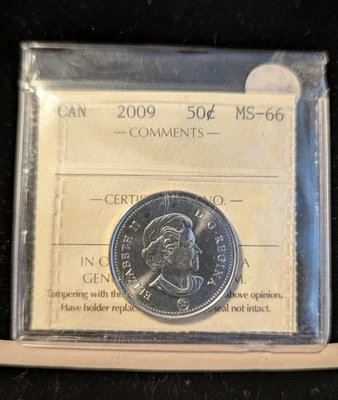 CAN 2009 50¢ MS-66
— COMMENTS —
— CERTIF NO. —
ELIZABETH II D·G·REGINA
IN O A
GEN M.
Tampering with the above opinion.
Have holder repla seal not intact.